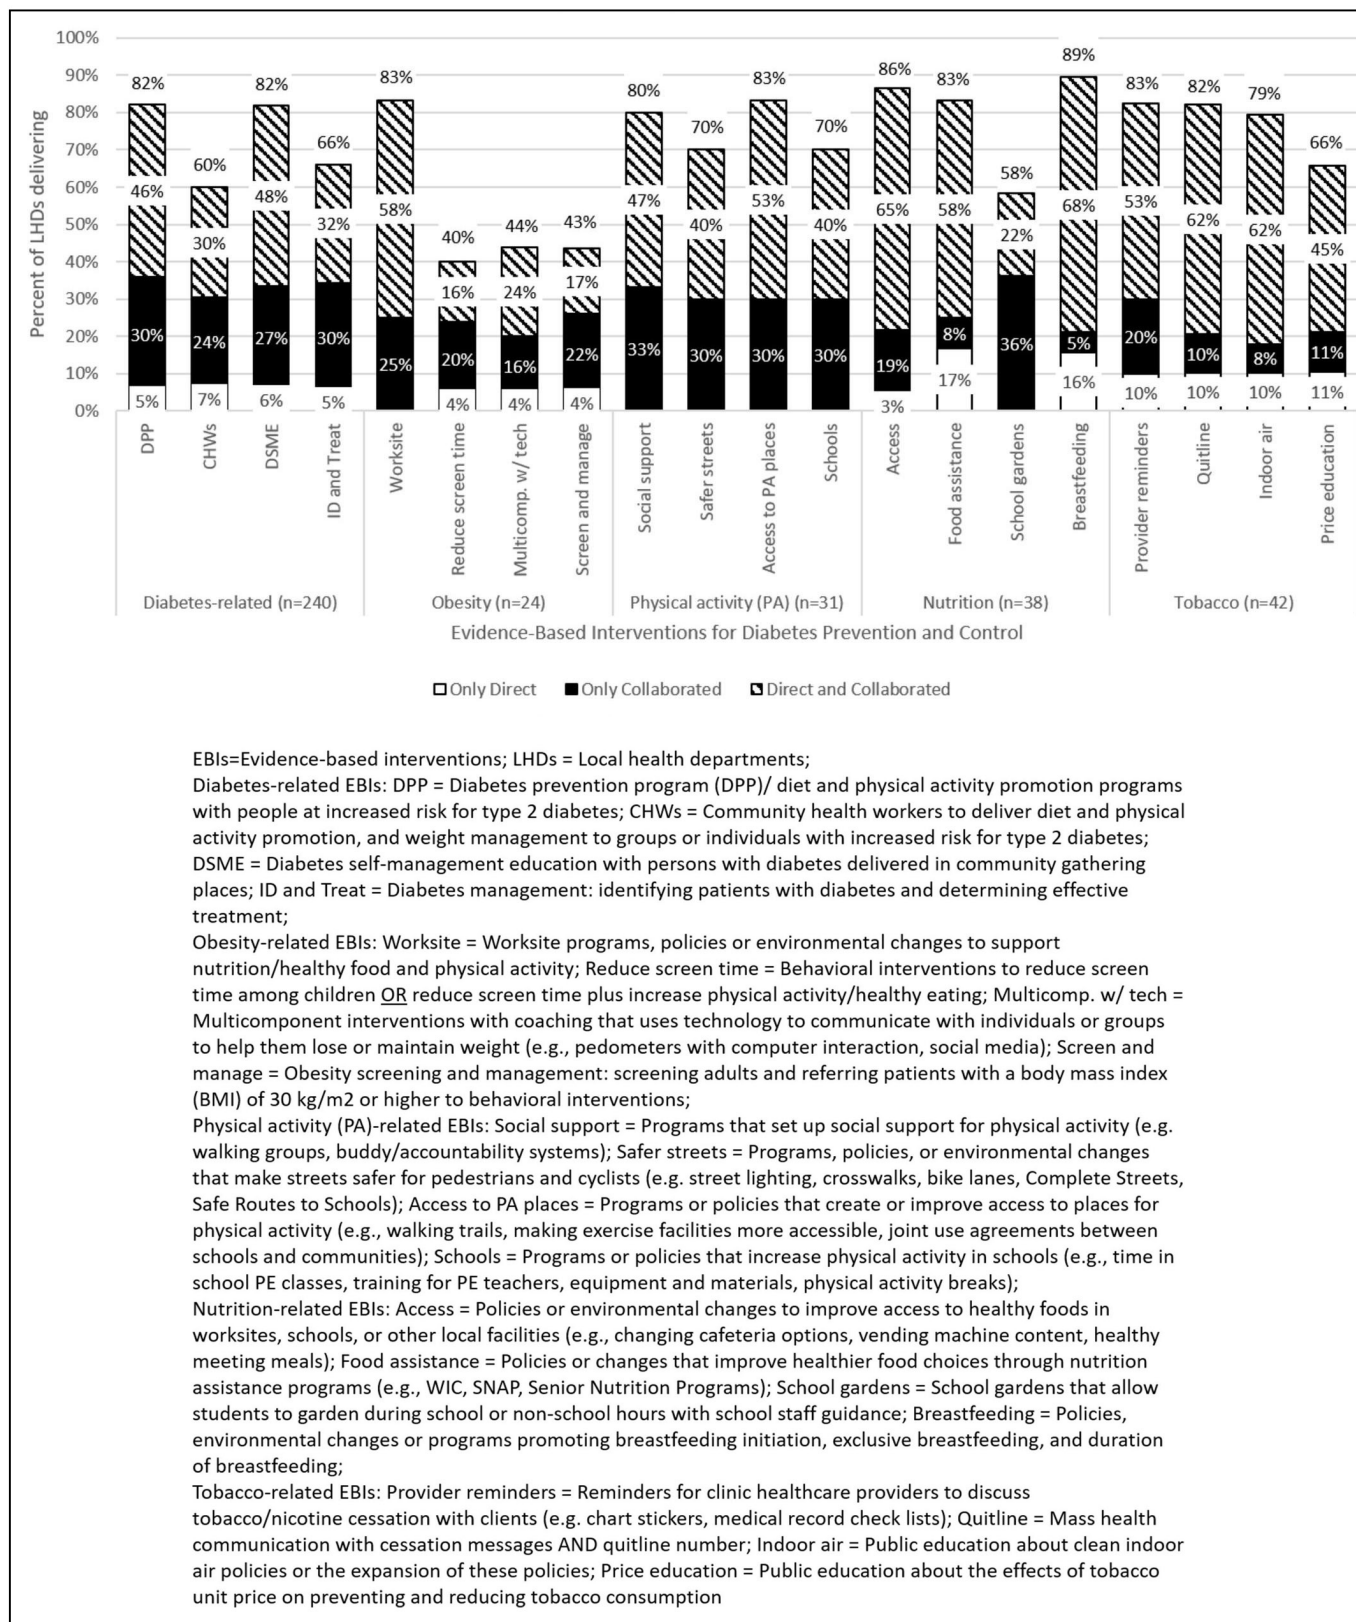 100%
90%
80%
70%
60%
50%
40%
30%
20%
10%
0%
Percent of LHDs delivering
82% 60% 82% 66% 83% 40% 44% 43% 80% 70% 83% 70% 86% 83% 58% 89% 83% 82% 79% 66%
46% 30% 48% 32% 58% 16% 24% 17% 47% 40% 53% 40% 65% 58% 22% 68% 53% 62% 62% 45%
30% 24% 27% 30% 25% 20% 16% 22% 33% 30% 30% 30% 19% 8% 36% 5% 20% 10% 8% 11%
5% 7% 6% 5% 4% 4% 4% 3% 17% 16% 10% 10% 10% 11%
DPP
CHWs
DSME
ID and Treat
Worksite
Reduce screen time
Multicomp. w/ tech
Screen and manage
Social support
Safer streets
Access to PA places
Schools
Access
Food assistance
School gardens
Breastfeeding
Provider reminders
Quitline
Indoor air
Price education
Diabetes-related (n=240) Obesity (n=24) Physical activity (PA) (n=31) Nutrition (n=38) Tobacco (n=42)
Evidence-Based Interventions for Diabetes Prevention and Control
Only Direct Only Collaborated Direct and Collaborated
EBIs=Evidence-based interventions; LHDs = Local health departments;
Diabetes-related EBIs: DPP = Diabetes prevention program (DPP)/ diet and physical activity promotion programs
with people at increased risk for type 2 diabetes; CHWs = Community health workers to deliver diet and physical
activity promotion, and weight management to groups or individuals with increased risk for type 2 diabetes;
DSME = Diabetes self-management education with persons with diabetes delivered in community gathering
places; ID and Treat = Diabetes management: identifying patients with diabetes and determining effective
treatment;
Obesity-related EBIs: Worksite = Worksite programs, policies or environmental changes to support
nutrition/healthy food and physical activity; Reduce screen time = Behavioral interventions to reduce screen
time among children OR reduce screen time plus increase physical activity/healthy eating; Multicomp. w/ tech =
Multicomponent interventions with coaching that uses technology to communicate with individuals or groups
to help them lose or maintain weight (e.g., pedometers with computer interaction, social media); Screen and
manage = Obesity screening and management: screening adults and referring patients with a body mass index
(BMI) of 30 kg/m2 or higher to behavioral interventions;
Physical activity (PA)-related EBIs: Social support = Programs that set up social support for physical activity (e.g.
walking groups, buddy/accountability systems); Safer streets = Programs, policies, or environmental changes
that make streets safer for pedestrians and cyclists (e.g. street lighting, crosswalks, bike lanes, Complete Streets,
Safe Routes to Schools); Access to PA places = Programs or policies that create or improve access to places for
physical activity (e.g., walking trails, making exercise facilities more accessible, joint use agreements between
schools and communities); Schools = Programs or policies that increase physical activity in schools (e.g., time in
school PE classes, training for PE teachers, equipment and materials, physical activity breaks);
Nutrition-related EBIs: Access = Policies or environmental changes to improve access to healthy foods in
worksites, schools, or other local facilities (e.g., changing cafeteria options, vending machine content, healthy
meeting meals); Food assistance = Policies or changes that improve healthier food choices through nutrition
assistance programs (e.g., WIC, SNAP, Senior Nutrition Programs); School gardens = School gardens that allow
students to garden during school or non-school hours with school staff guidance; Breastfeeding = Policies,
environmental changes or programs promoting breastfeeding initiation, exclusive breastfeeding, and duration
of breastfeeding;
Tobacco-related EBIs: Provider reminders = Reminders for clinic healthcare providers to discuss
tobacco/nicotine cessation with clients (e.g. chart stickers, medical record check lists); Quitline = Mass health
communication with cessation messages AND quitline number; Indoor air = Public education about clean indoor
air policies or the expansion of these policies; Price education = Public education about the effects of tobacco
unit price on preventing and reducing tobacco consumption